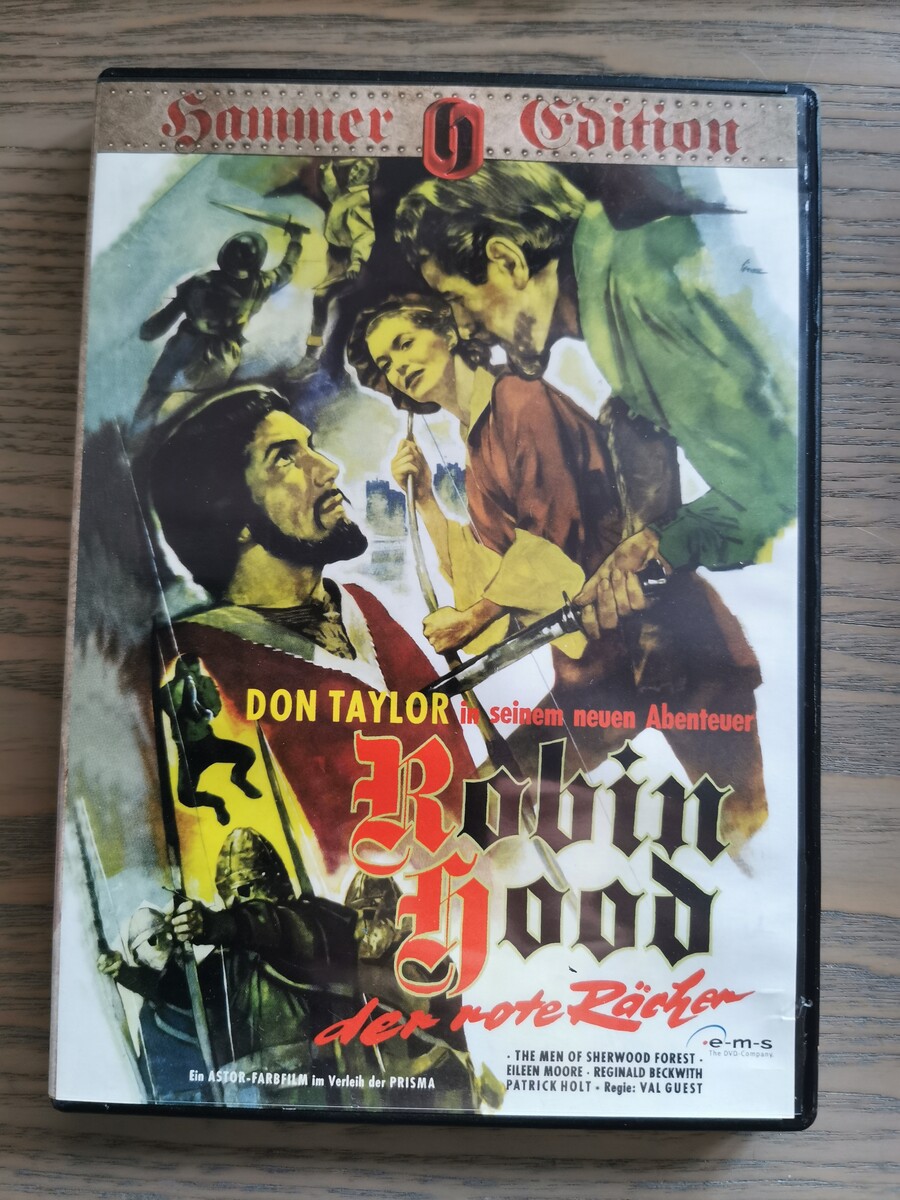 Hammer Edition
DON TAYLOR in seinem neuen Abenteuer
Robin
Hood
der rote Rächer
·e-m-s
The DVD-Company
· THE MEN OF SHERWOOD FOREST ·
EILEEN MOORE · REGINALD BECKWITH
PATRICK HOLT · Regie: VAL GUEST
Ein ASTOR-FARBFILM im Verleih der PRISMA